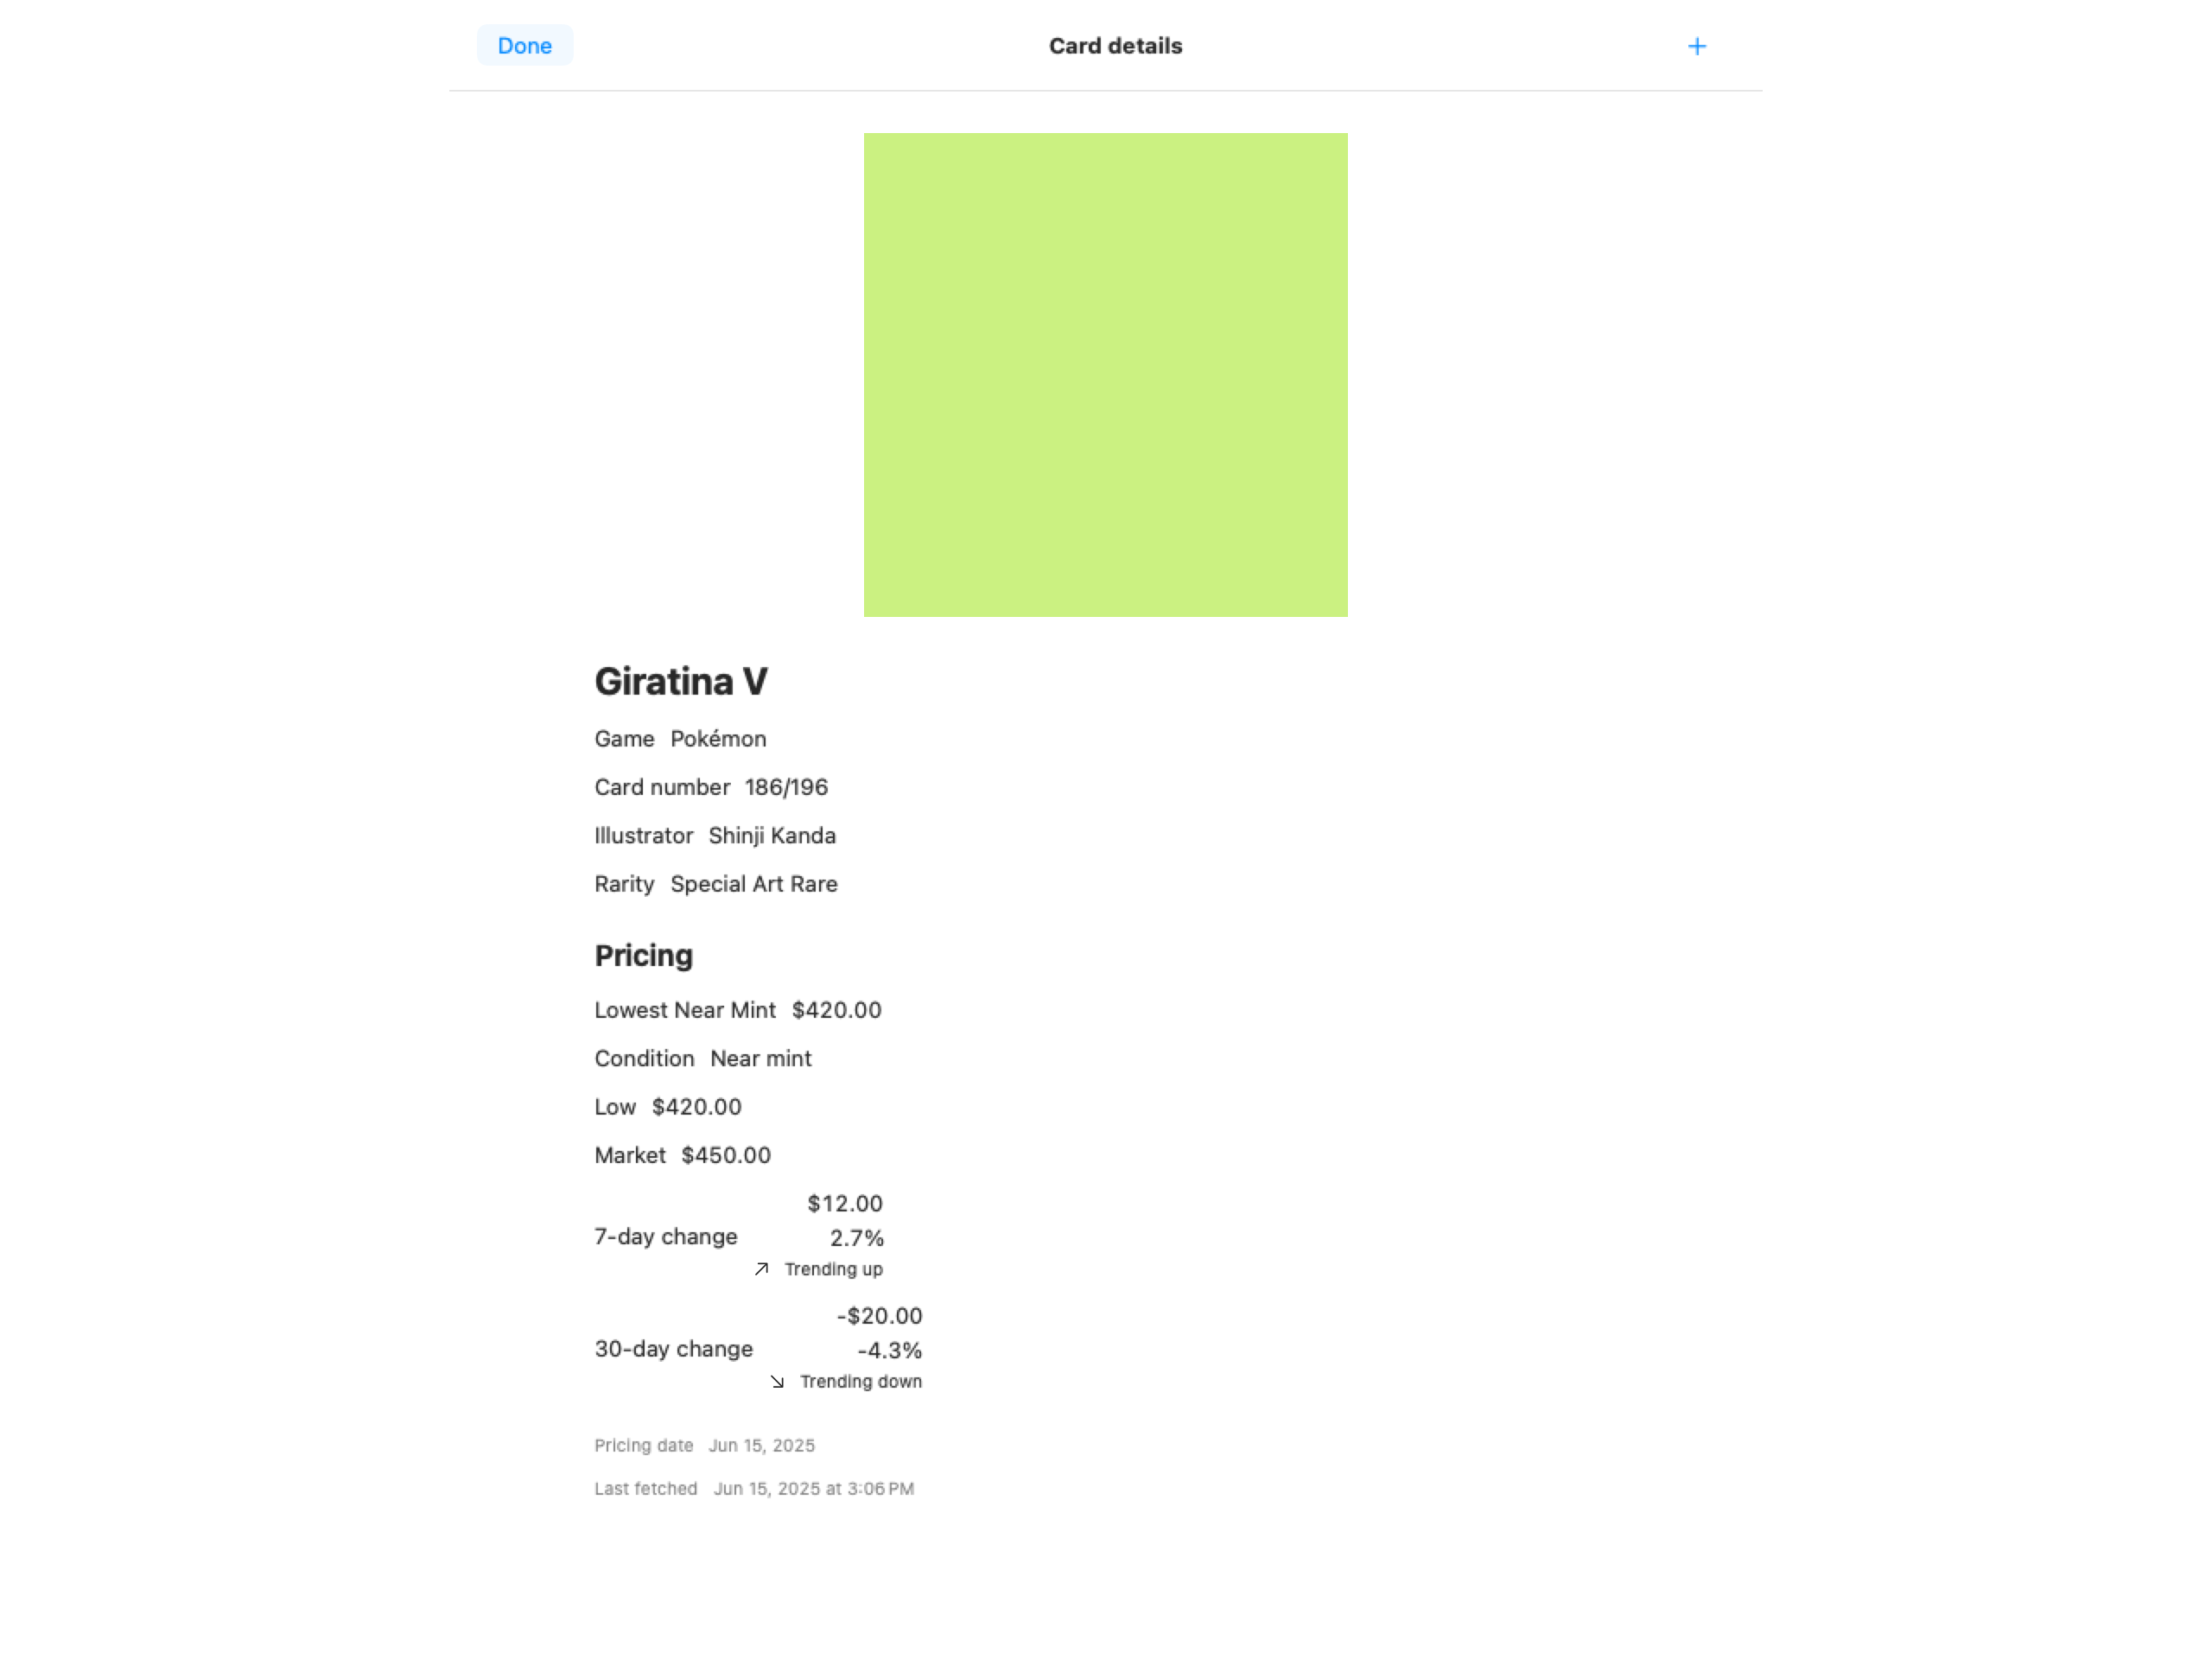 Done
Card details
+
Giratina V
Game Pokémon
Card number 186/196
Illustrator Shinji Kanda
Rarity Special Art Rare
Pricing
Lowest Near Mint $420.00
Condition Near mint
Low $420.00
Market $450.00
$12.00
7-day change 2.7%
Trending up
-$20.00
30-day change -4.3%
Trending down
Pricing date Jun 15, 2025
Last fetched Jun 15, 2025 at 3:06 PM